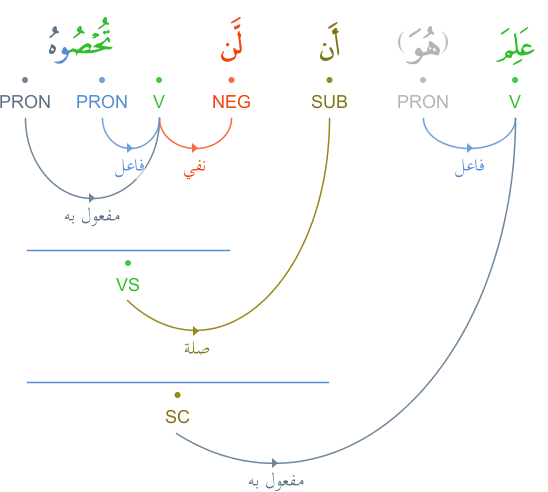 عَلِمَ (هُوَ) أَن لَّن تُحْصُوهُ
PRON PRON V NEG SUB PRON V
فاعل نفي فاعل
مفعول به
VS
صلة
SC
مفعول به